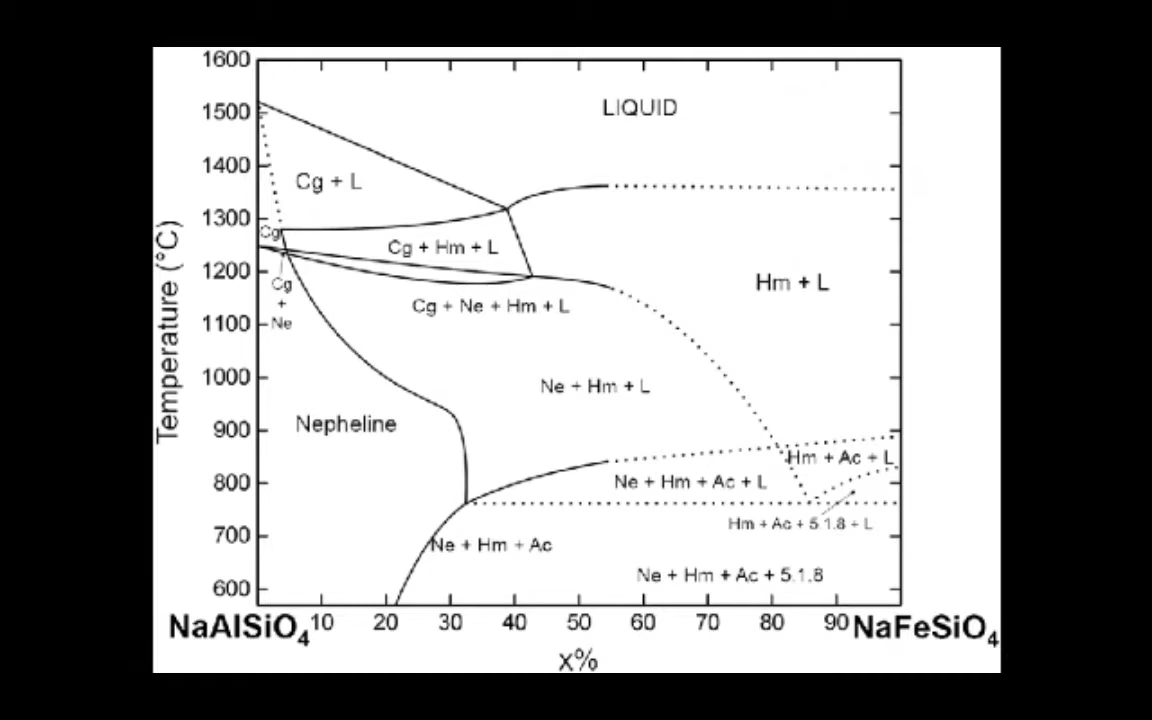 1600
1500
1400
1300
1200
1100
1000
900
800
700
600
Temperature (°C)
LIQUID
Cg + L
Cg
Cg + Hm + L
Hm + L
Cg
+
Ne
Cg + Ne + Hm + L
Ne + Hm + L
Nepheline
Hm + Ac + L
Ne + Hm + Ac + L
Hm + Ac + 5.1.8 + L
Ne + Hm + Ac
Ne + Hm + Ac + 5.1.8
NaAlSiO₄ 10 20 30 40 50 60 70 80 90 NaFeSiO₄
x%